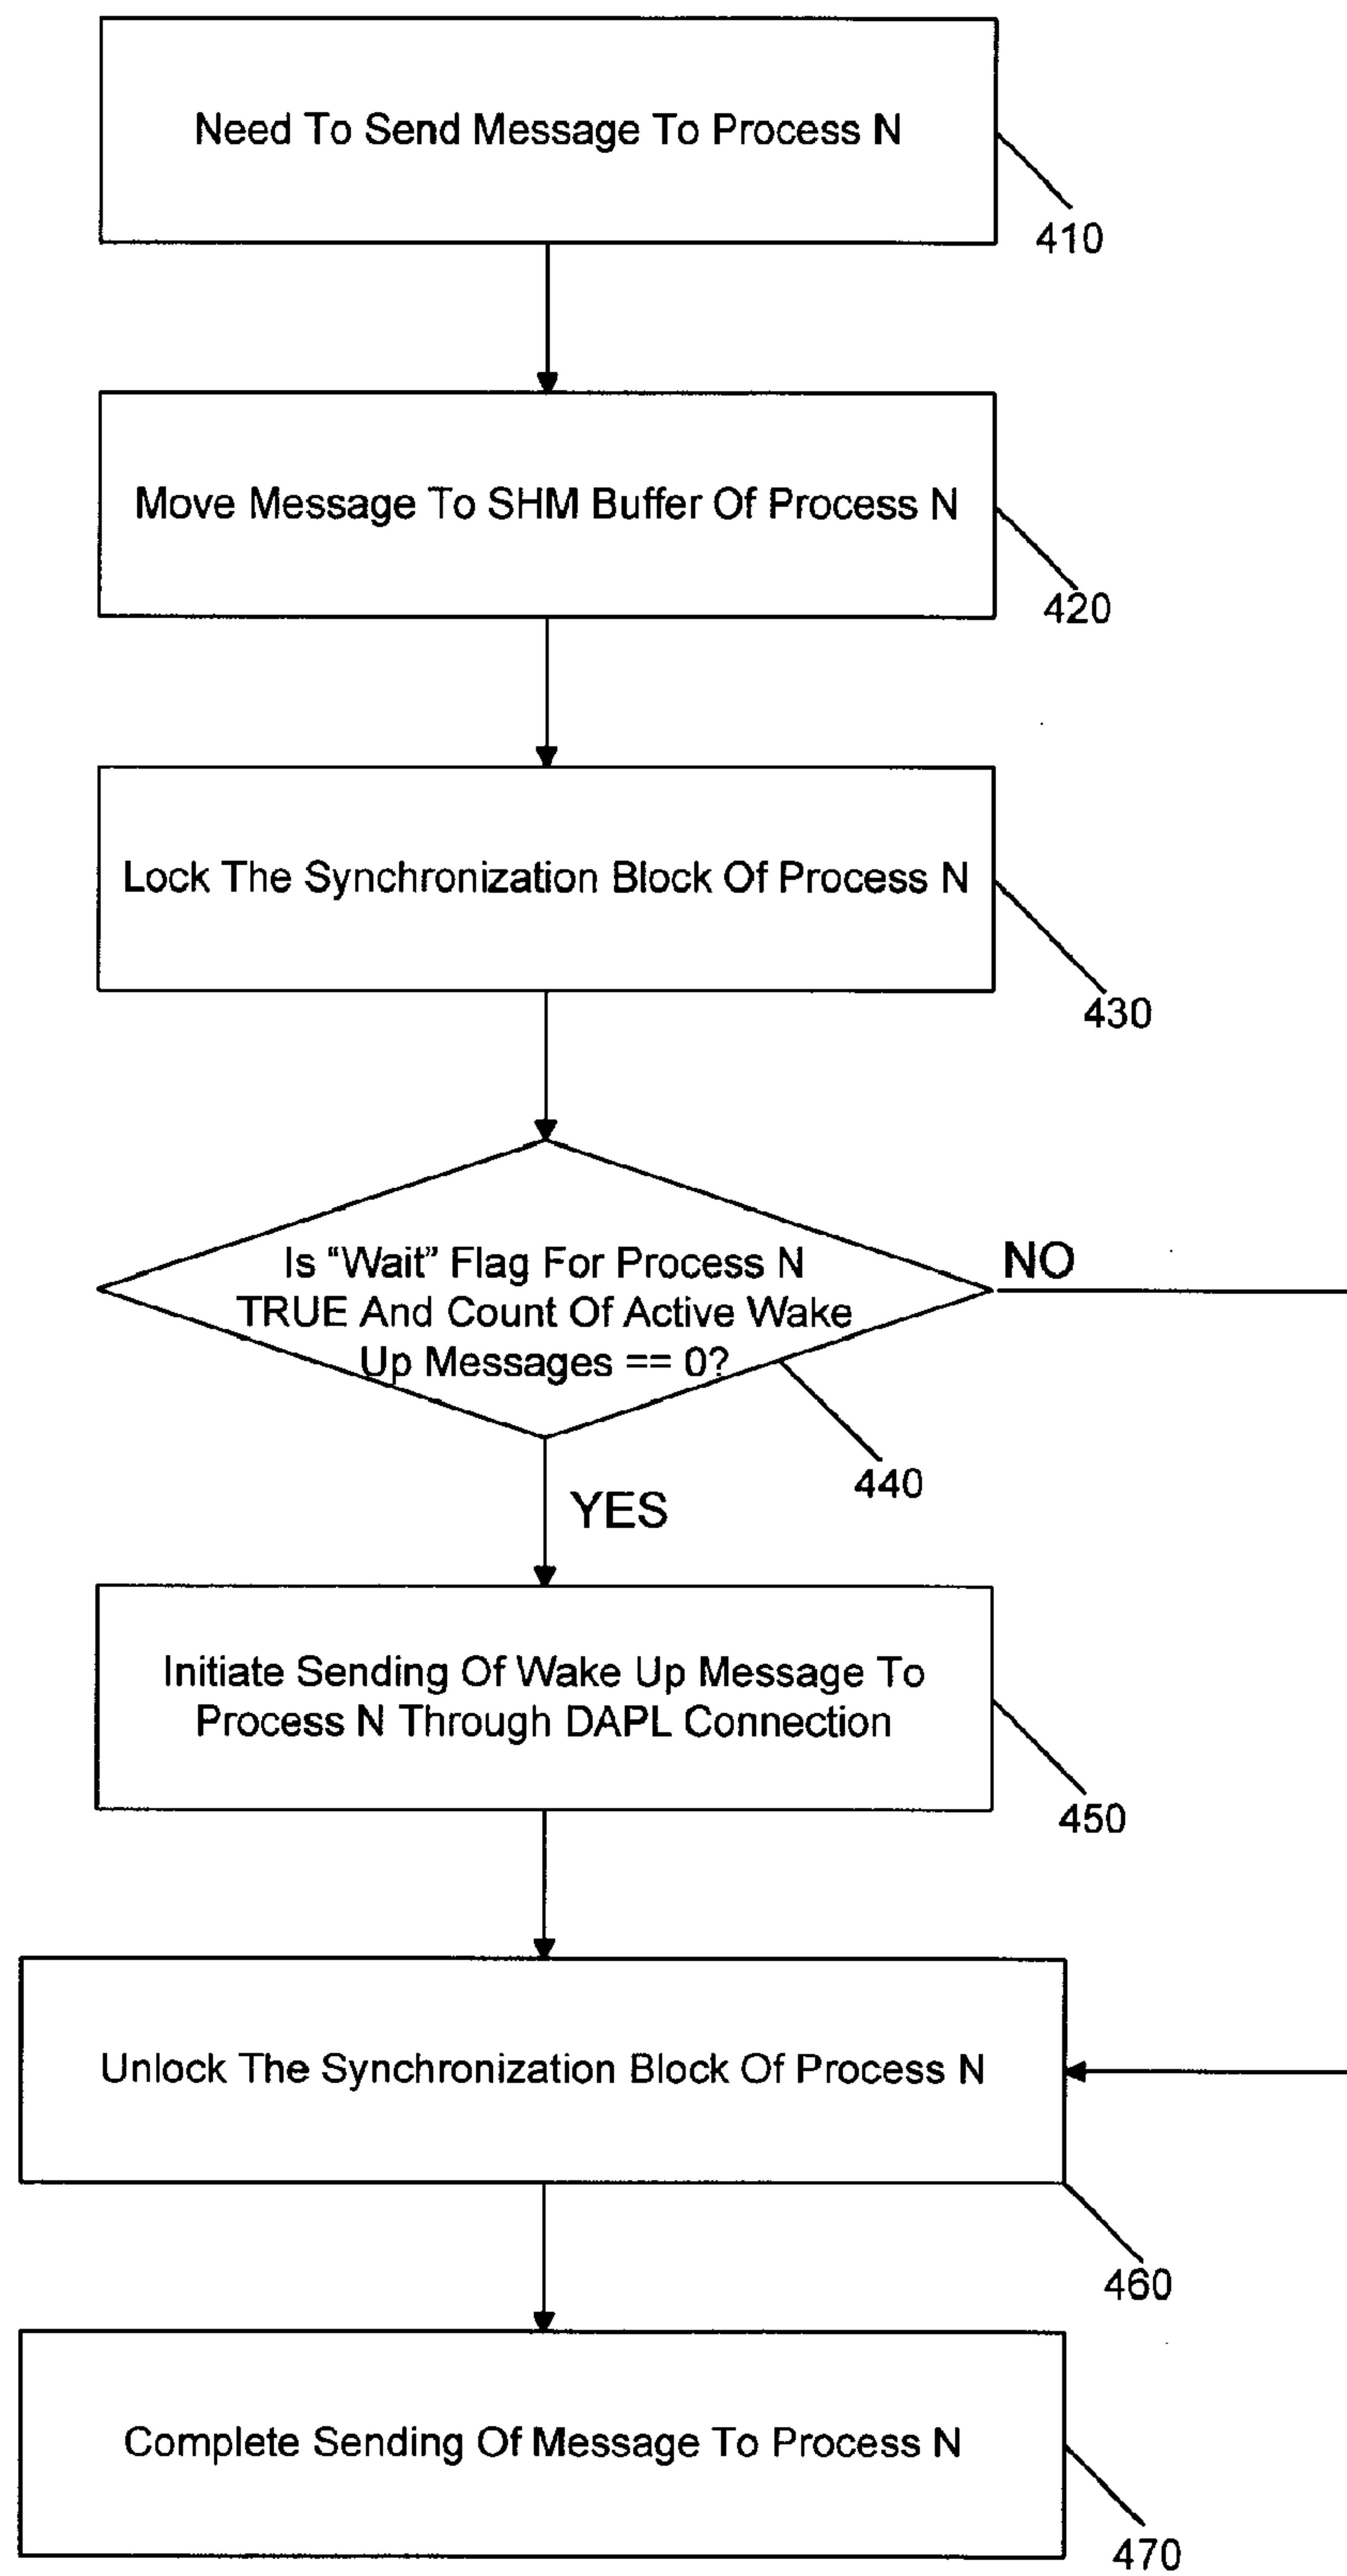 Need To Send Message To Process N
410
Move Message To SHM Buffer Of Process N
420
Lock The Synchronization Block Of Process N
430
Is “Wait” Flag For Process N
TRUE And Count Of Active Wake
Up Messages == 0?
NO
440
YES
Initiate Sending Of Wake Up Message To
Process N Through DAPL Connection
450
Unlock The Synchronization Block Of Process N
460
Complete Sending Of Message To Process N
470